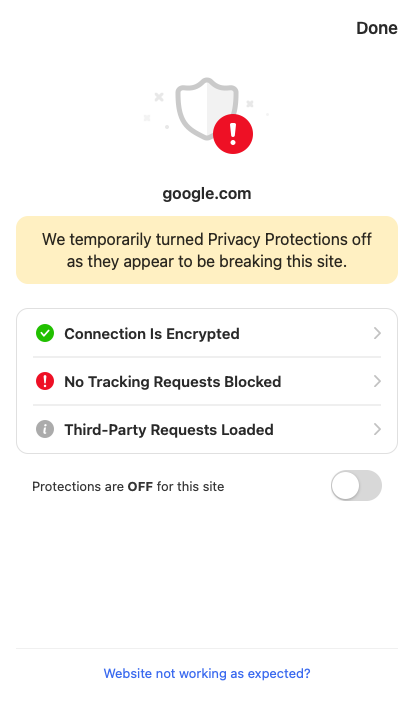 Done
google.com
We temporarily turned Privacy Protections off
as they appear to be breaking this site.
Connection Is Encrypted
No Tracking Requests Blocked
Third-Party Requests Loaded
Protections are OFF for this site
Website not working as expected?